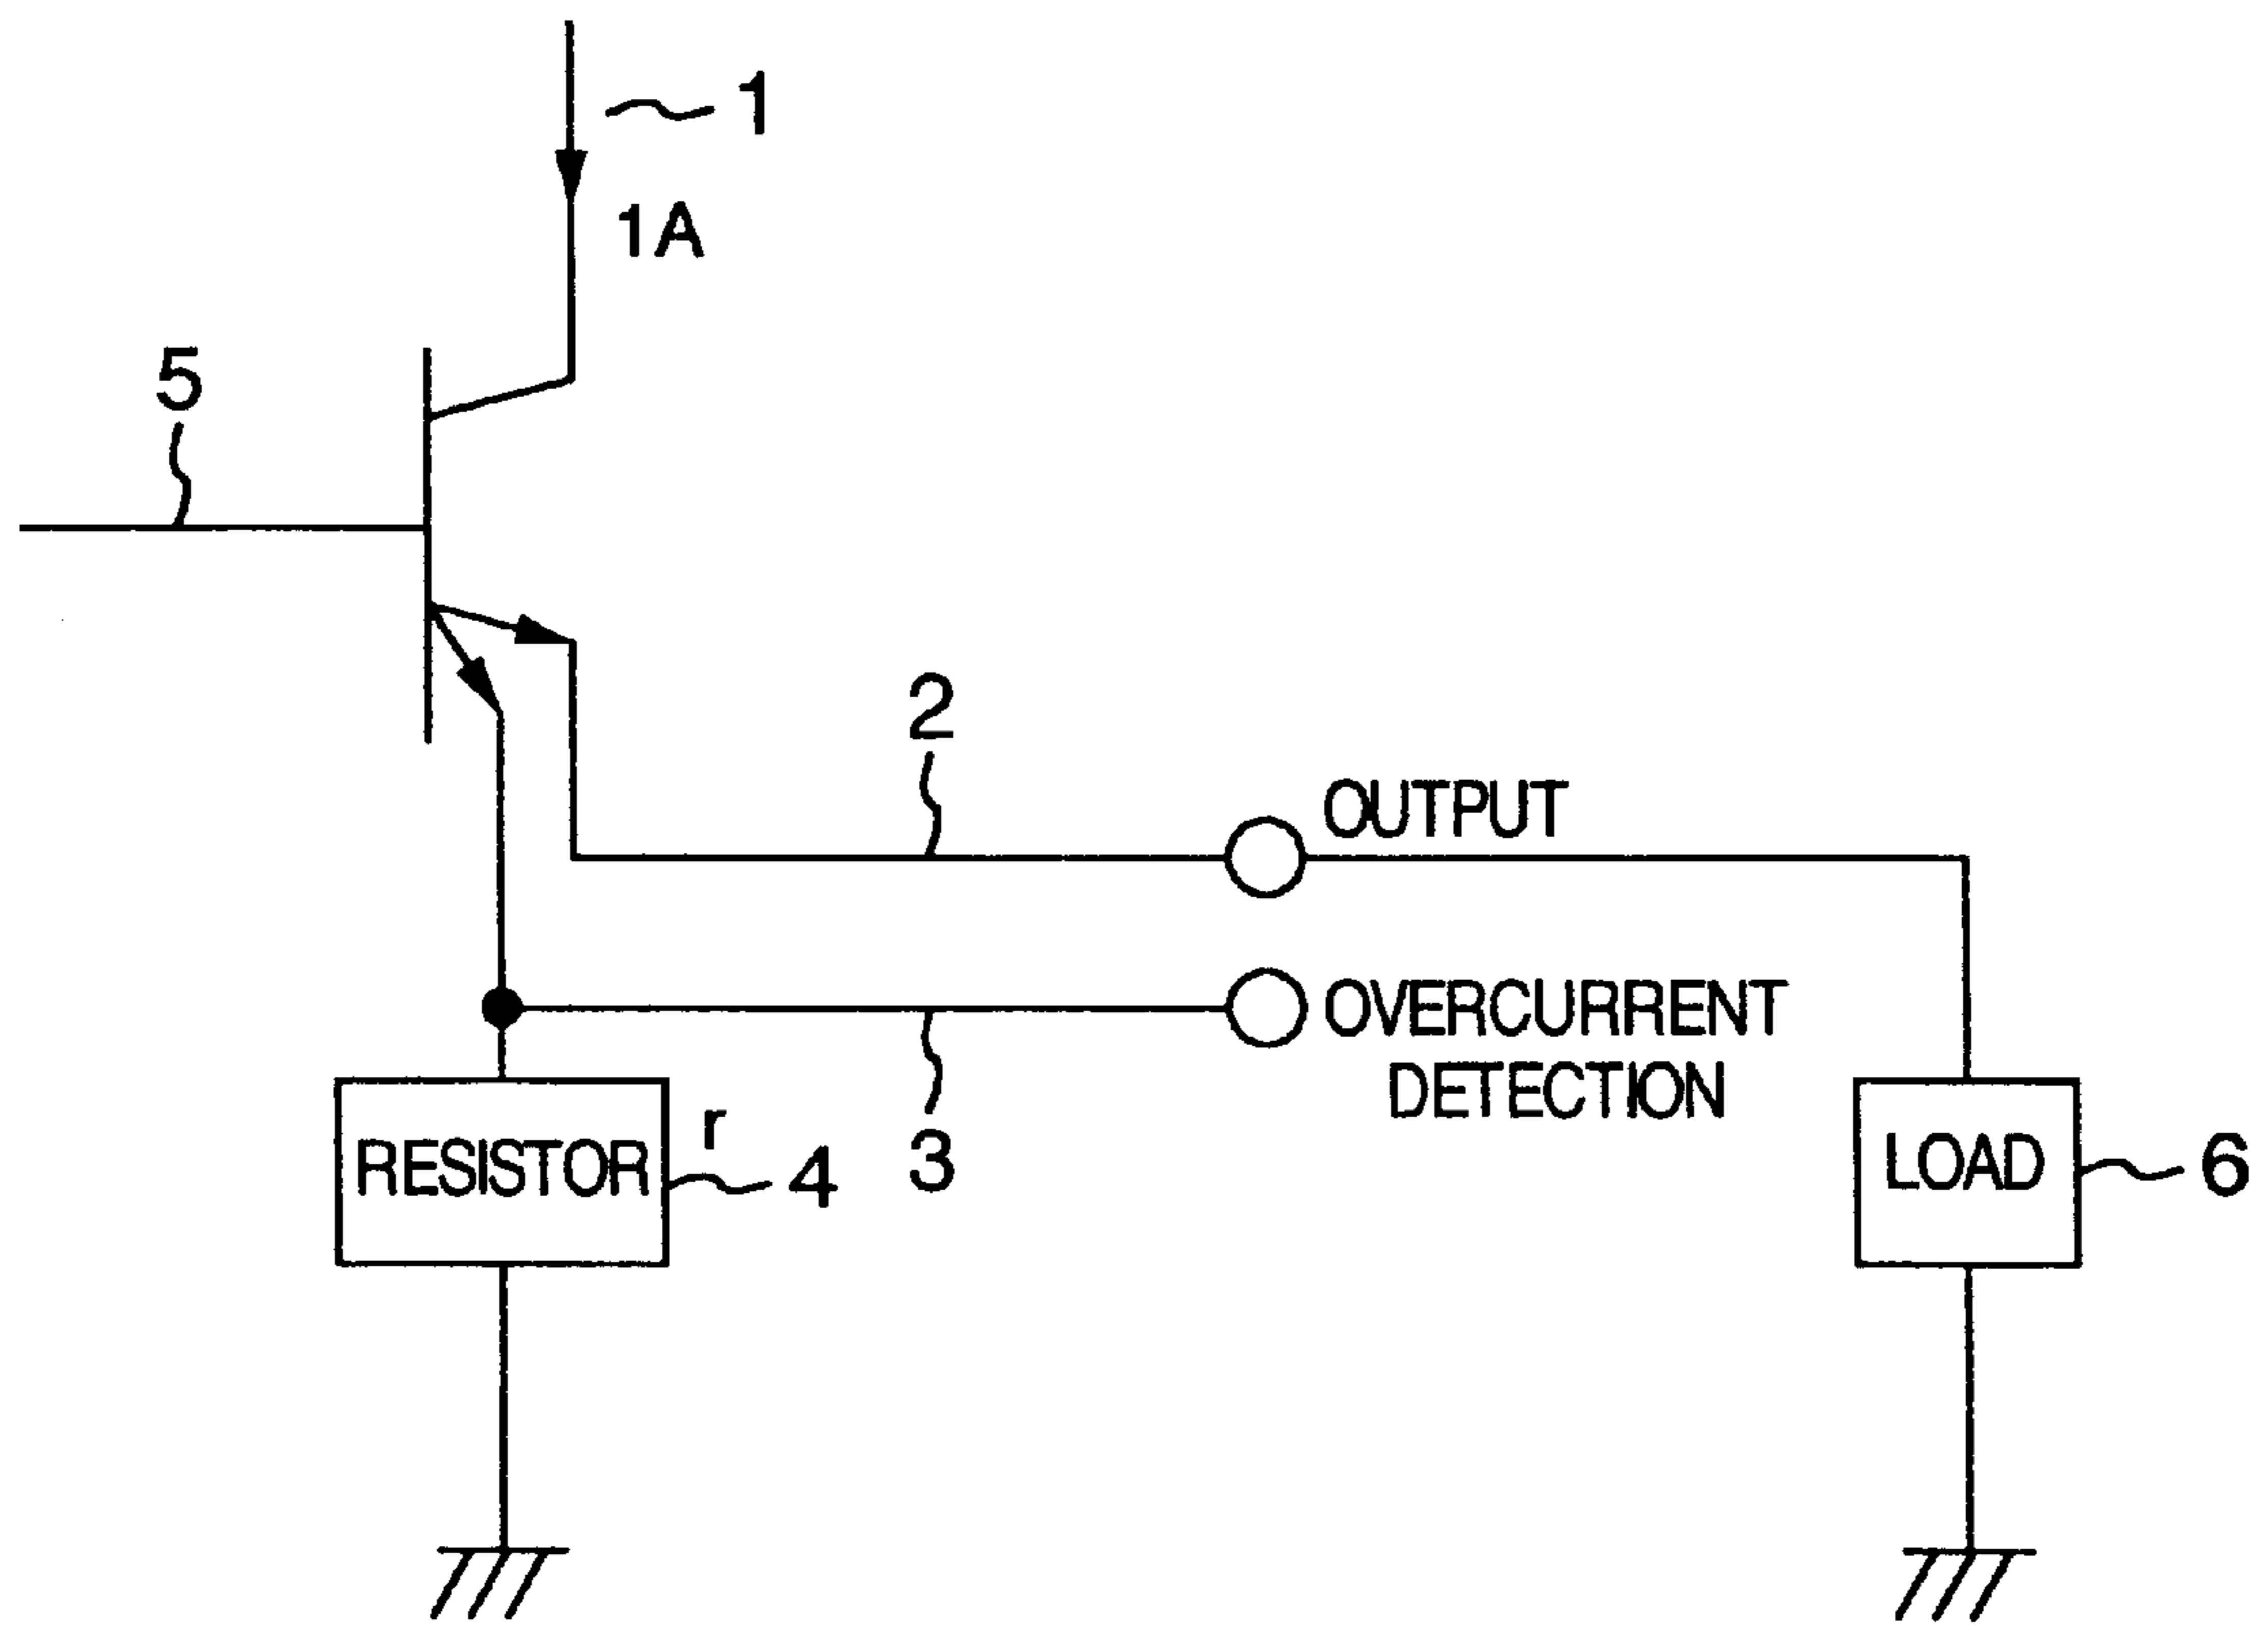 1
1A
5
2
OUTPUT
OVERCURRENT
DETECTION
r
RESISTOR
4
3
LOAD
6